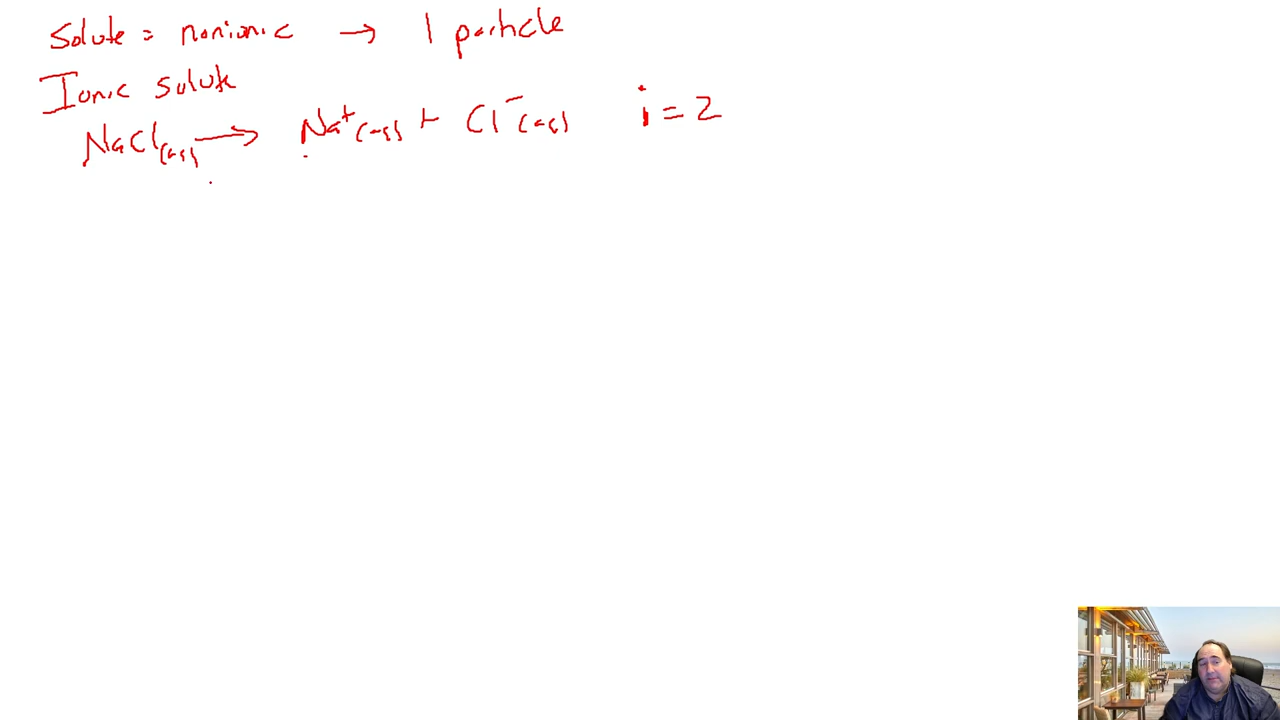 Solute = nonionic → 1 particle
Ionic solute
NaCl(aq) → Na⁺(aq) + Cl⁻(aq) i = 2